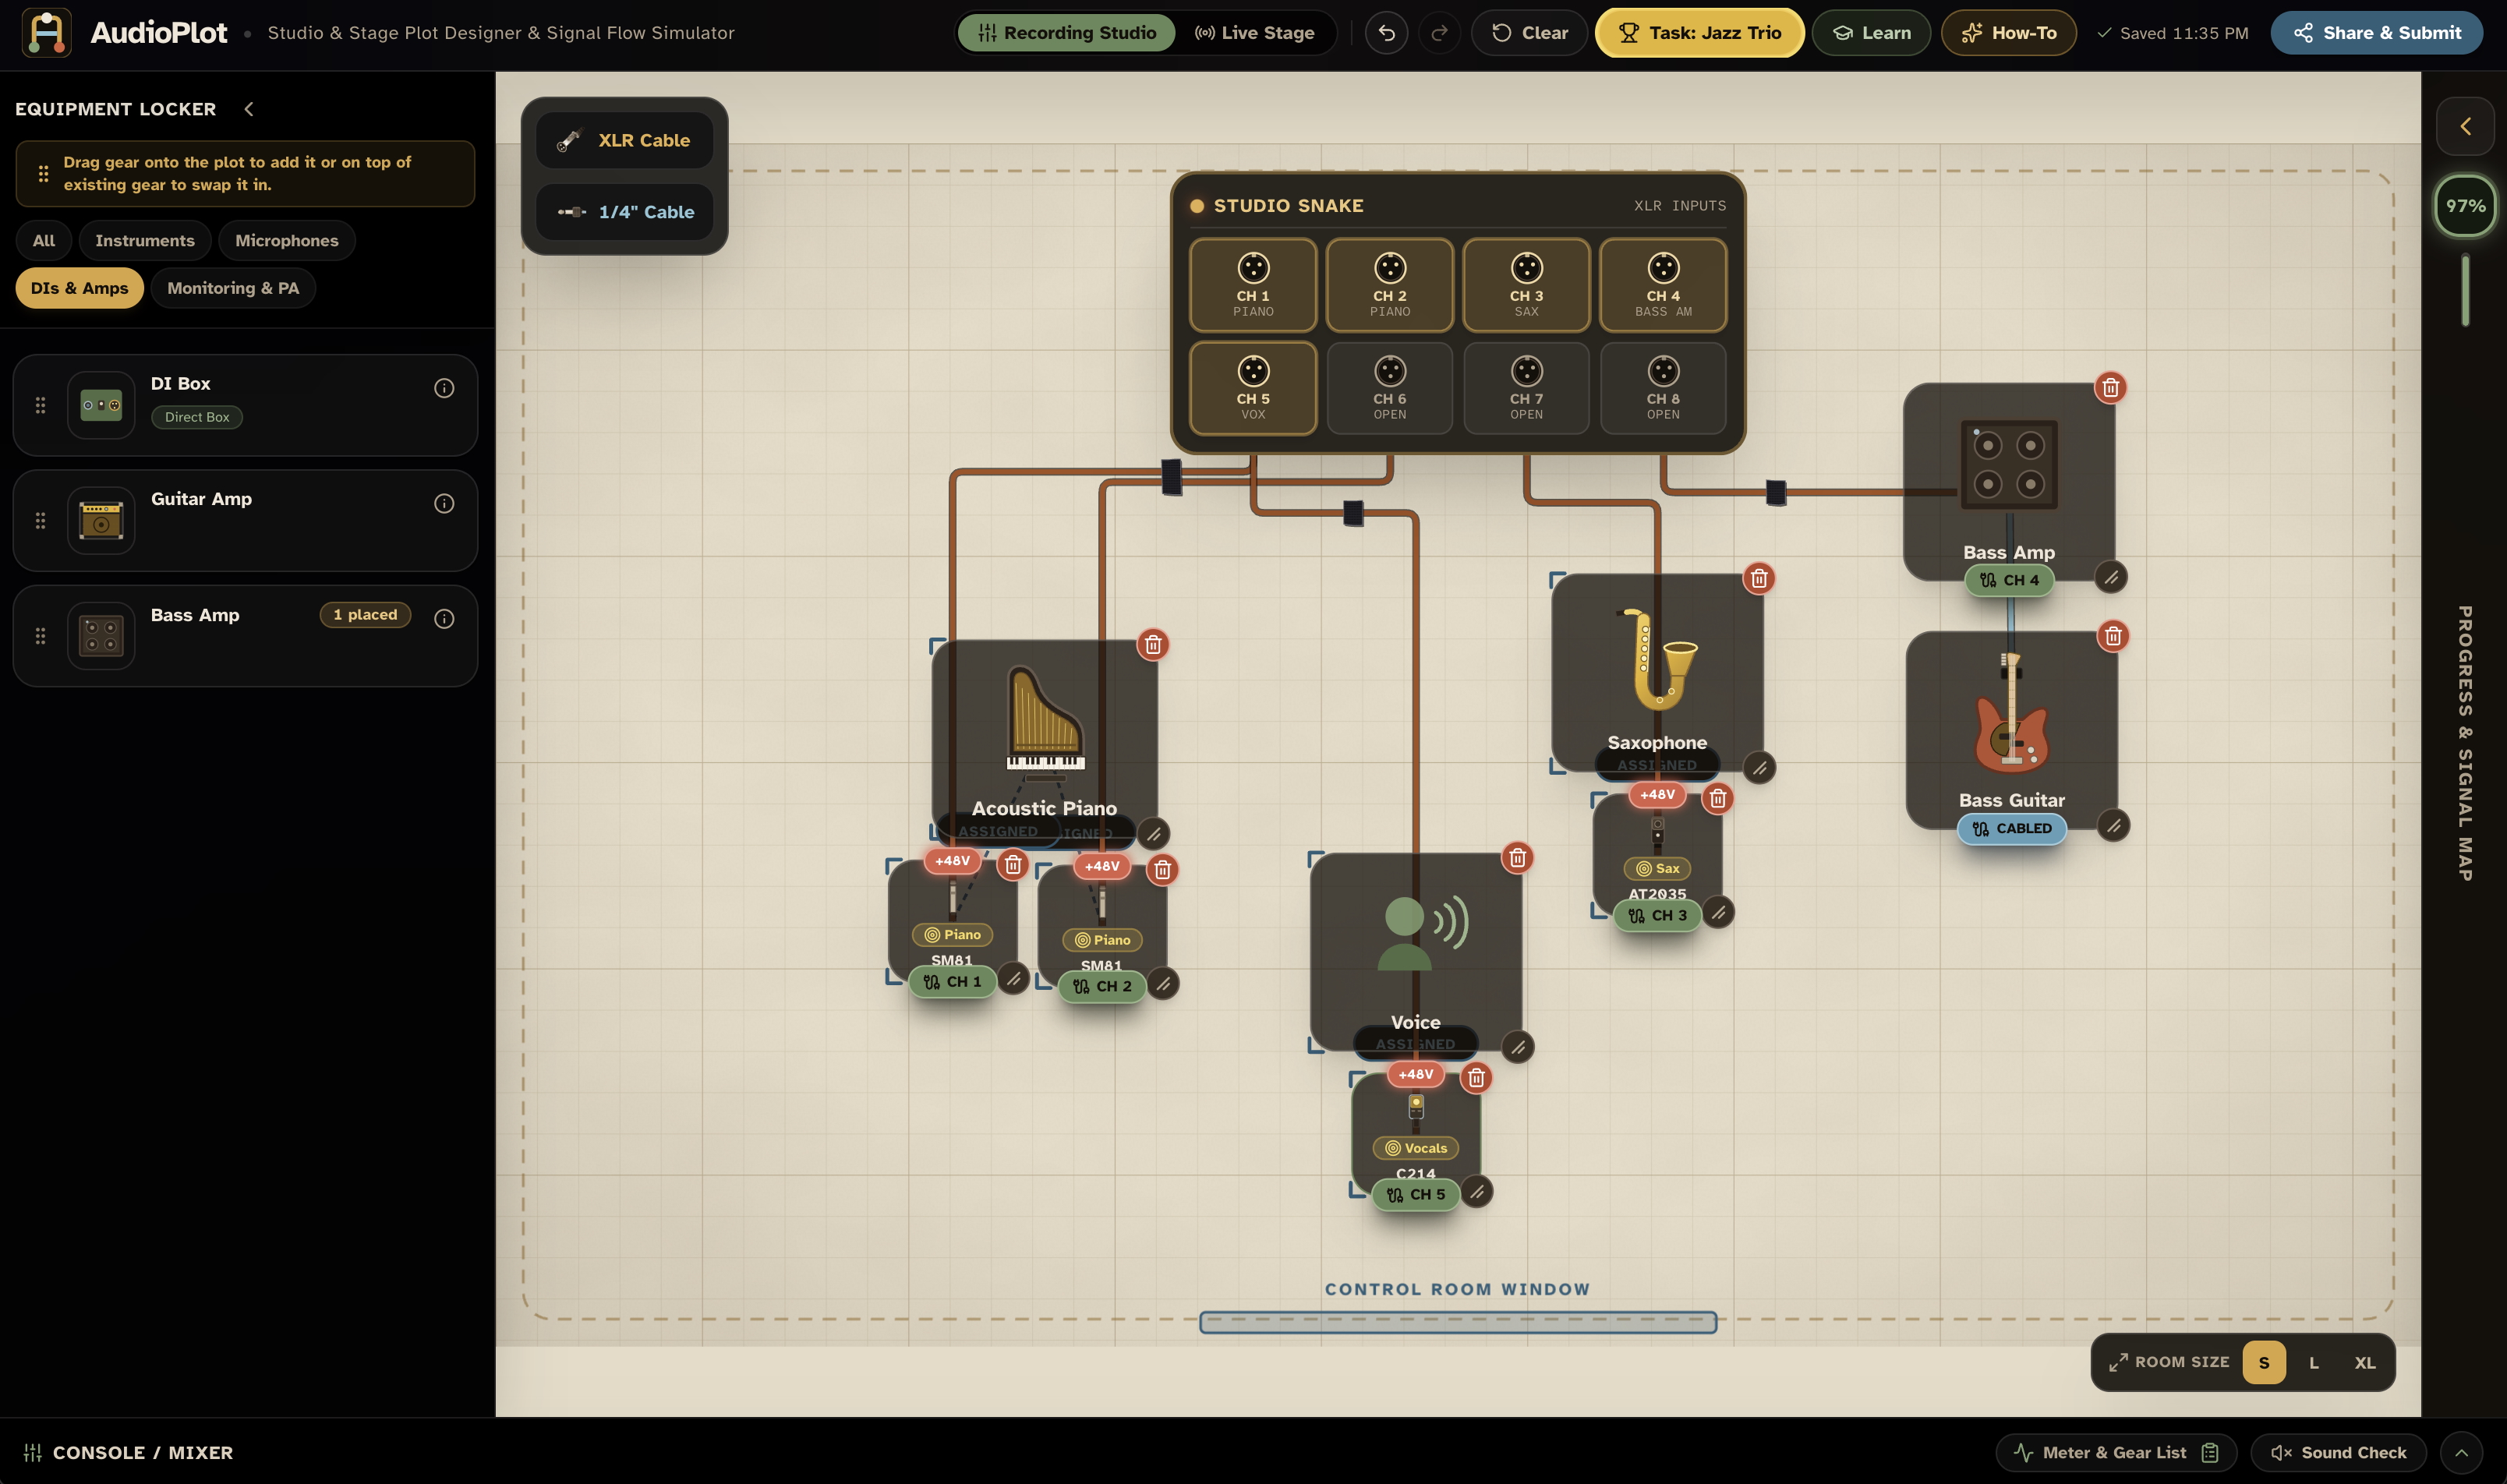 AudioPlot
Studio & Stage Plot Designer & Signal Flow Simulator
Recording Studio
Live Stage
Clear
Task: Jazz Trio
Learn
How-To
Saved 11:35 PM
Share & Submit
EQUIPMENT LOCKER
Drag gear onto the plot to add it or on top of
existing gear to swap it in.
All
Instruments
Microphones
DIs & Amps
Monitoring & PA
DI Box
Direct Box
Guitar Amp
Bass Amp
1 placed
XLR Cable
1/4" Cable
STUDIO SNAKE
XLR INPUTS
CH 1
PIANO
CH 2
PIANO
CH 3
SAX
CH 4
BASS AM
CH 5
VOX
CH 6
OPEN
CH 7
OPEN
CH 8
OPEN
Bass Amp
CH 4
Saxophone
ASSIGNED
+48V
Sax
AT2035
CH 3
Bass Guitar
CABLED
Acoustic Piano
ASSIGNED
IGNED
+48V
Piano
SM81
CH 1
+48V
Piano
SM81
CH 2
Voice
ASSIGNED
+48V
Vocals
C214
CH 5
CONTROL ROOM WINDOW
ROOM SIZE
S
L
XL
97%
PROGRESS & SIGNAL MAP
CONSOLE / MIXER
Meter & Gear List
Sound Check